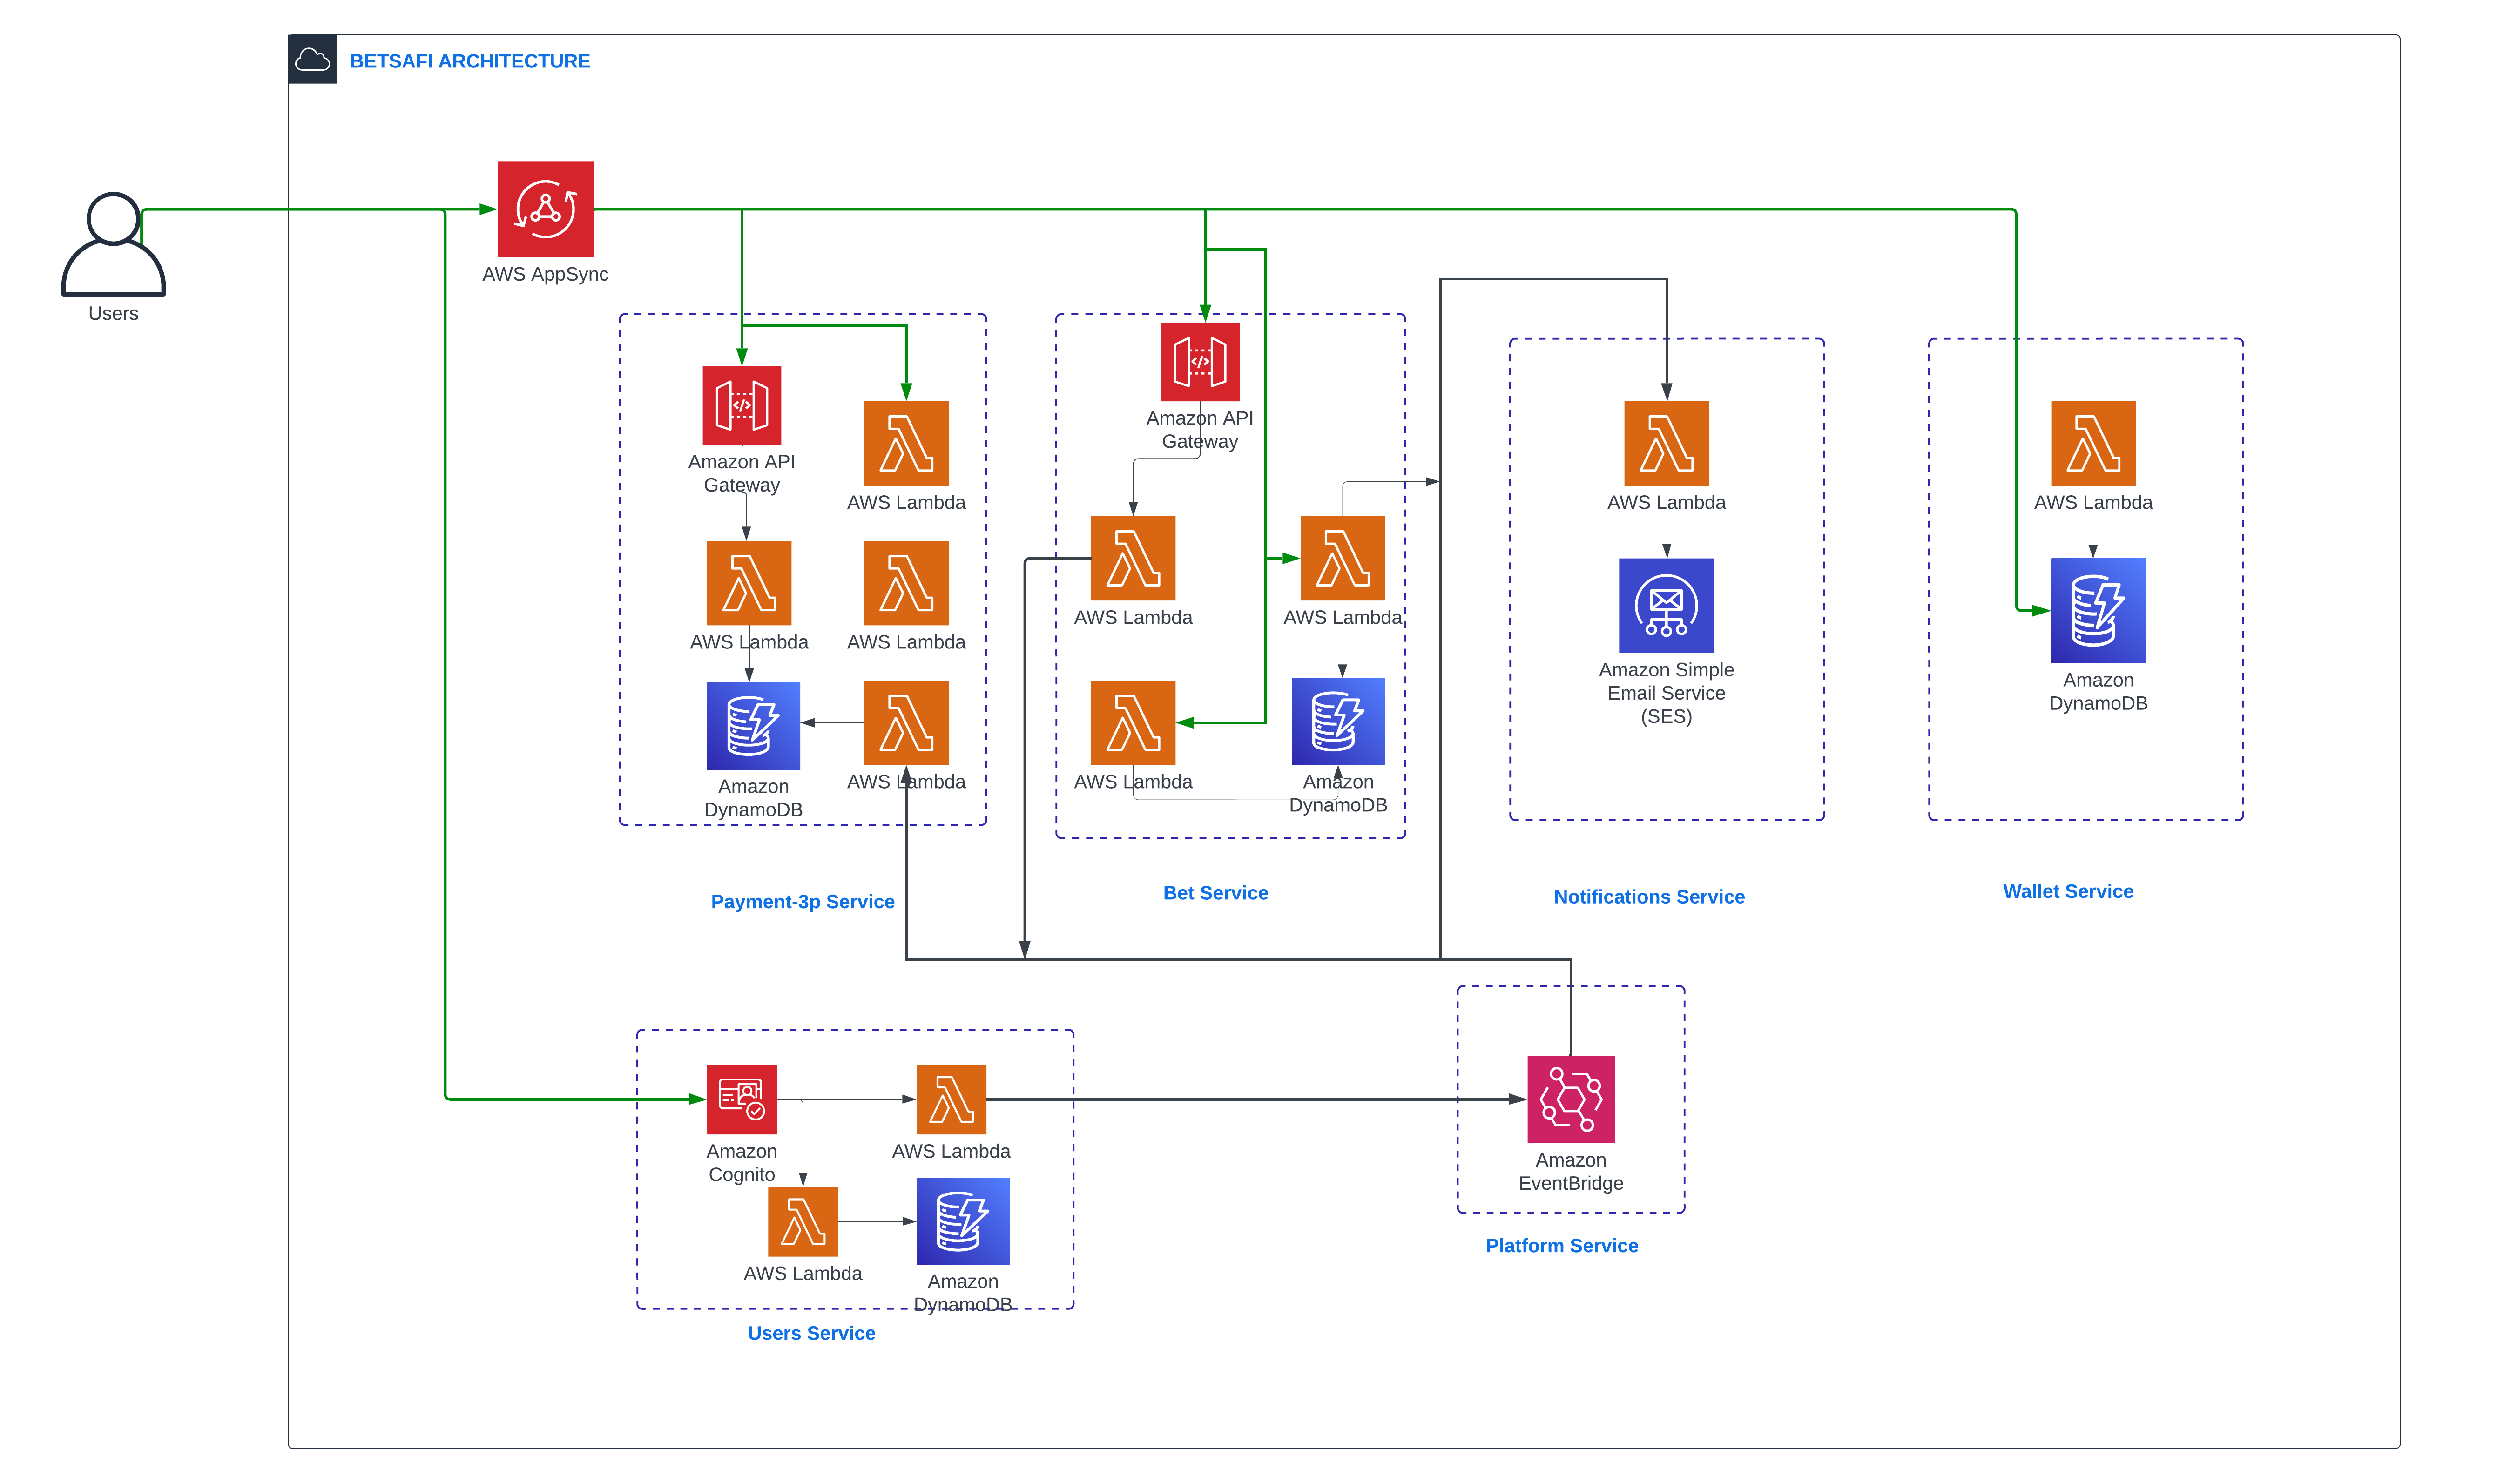 BETSAFI ARCHITECTURE
Users
AWS AppSync
Amazon API
Gateway
AWS Lambda
AWS Lambda
AWS Lambda
Amazon
DynamoDB
AWS Lambda
Payment-3p Service
Amazon API
Gateway
AWS Lambda
AWS Lambda
AWS Lambda
Amazon
DynamoDB
Bet Service
AWS Lambda
Amazon Simple
Email Service
(SES)
Notifications Service
AWS Lambda
Amazon
DynamoDB
Wallet Service
Amazon
Cognito
AWS Lambda
AWS Lambda
Amazon
DynamoDB
Users Service
Amazon
EventBridge
Platform Service